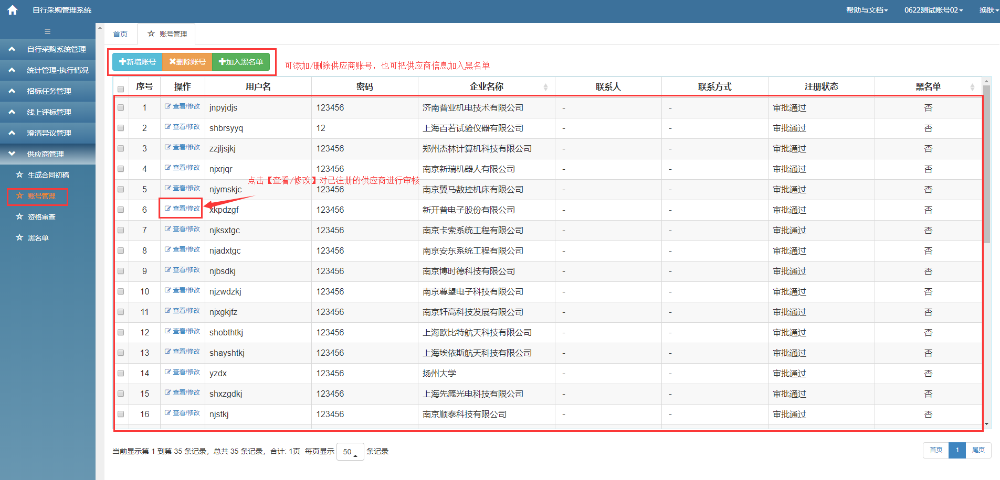 自行采购管理系统
帮助与文档
0622测试账号02
换肤
自行采购系统管理
统计管理-执行情况
招标任务管理
线上评标管理
澄清异议管理
供应商管理
生成合同初稿
账号管理
资格审查
黑名单
首页
账号管理
新增账号 删除账号 加入黑名单
可添加/删除供应商账号，也可把供应商信息加入黑名单
序号 操作 用户名 密码 企业名称 联系人 联系方式 注册状态 黑名单
1 查看/修改 jnpyjdjs 123456 济南普业机电技术有限公司 - - 审批通过 否
2 查看/修改 shbrsyyq 12 上海百若试验仪器有限公司 - - 审批通过 否
3 查看/修改 zzjljsjkj 123456 郑州杰林计算机科技有限公司 - - 审批通过 否
4 查看/修改 njxrjqr 123456 南京新瑞机器人有限公司 - - 审批通过 否
点击【查看/修改】对已注册的供应商进行审核
5 查看/修改 njymskjc 123456 南京翼马数控机床有限公司 - - 审批通过 否
6 查看/修改 xkpdzgf 123456 新开普电子股份有限公司 - - 审批通过 否
7 查看/修改 njksxtgc 123456 南京卡索系统工程有限公司 - - 审批通过 否
8 查看/修改 njadxtgc 123456 南京安东系统工程有限公司 - - 审批通过 否
9 查看/修改 njbsdkj 123456 南京博时德科技有限公司 - - 审批通过 否
10 查看/修改 njzwdzkj 123456 南京尊望电子科技有限公司 - - 审批通过 否
11 查看/修改 njxgkjfz 123456 南京轩高科技发展有限公司 - - 审批通过 否
12 查看/修改 shobthtkj 123456 上海欧比特航天科技有限公司 - - 审批通过 否
13 查看/修改 shayshtkj 123456 上海埃依斯航天科技有限公司 - - 审批通过 否
14 查看/修改 yzdx 123456 扬州大学 - - 审批通过 否
15 查看/修改 shxzgdkj 123456 上海先箴光电科技有限公司 - - 审批通过 否
16 查看/修改 njstkj 123456 南京顺泰科技有限公司 - - 审批通过 否
当前显示第 1 到第 35 条记录，总共 35 条记录，合计: 1页 每页显示 50 条记录
首页 1 尾页